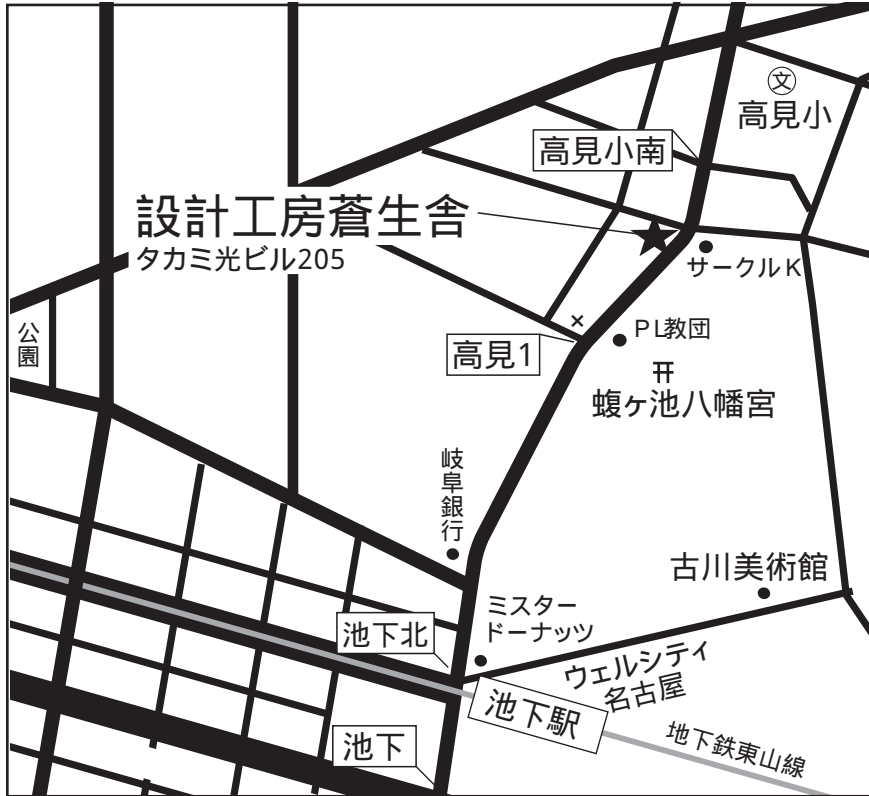 文
高見小
高見小南
設計工房蒼生舎
タカミ光ビル205
サークルK
公園
高見1
×
PL教団
蝮ヶ池八幡宮
岐阜銀行
古川美術館
ミスター
ドーナッツ
池下北
ウェルシティ
名古屋
池下駅
池下
地下鉄東山線